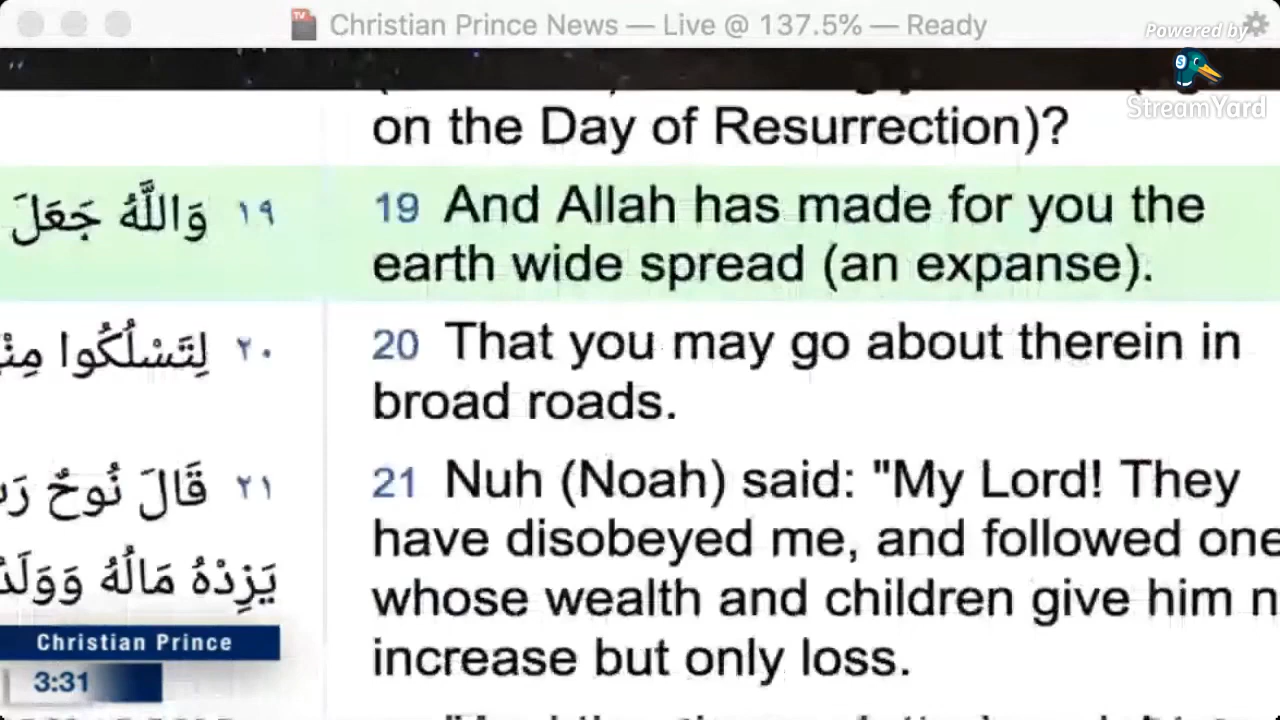 Christian Prince News — Live @ 137.5% — Ready
Powered by
StreamYard
on the Day of Resurrection)?
١٩ وَاللَّهُ جَعَلَ
19 And Allah has made for you the
earth wide spread (an expanse).
٢٠ لِتَسْلُكُوا
20 That you may go about therein in
broad roads.
٢١ قَالَ نُوحٌ
21 Nuh (Noah) said: "My Lord! They
have disobeyed me, and followed one
يَزِدْهُ مَالُهُ
whose wealth and children give him
increase but only loss.
Christian Prince
3:31